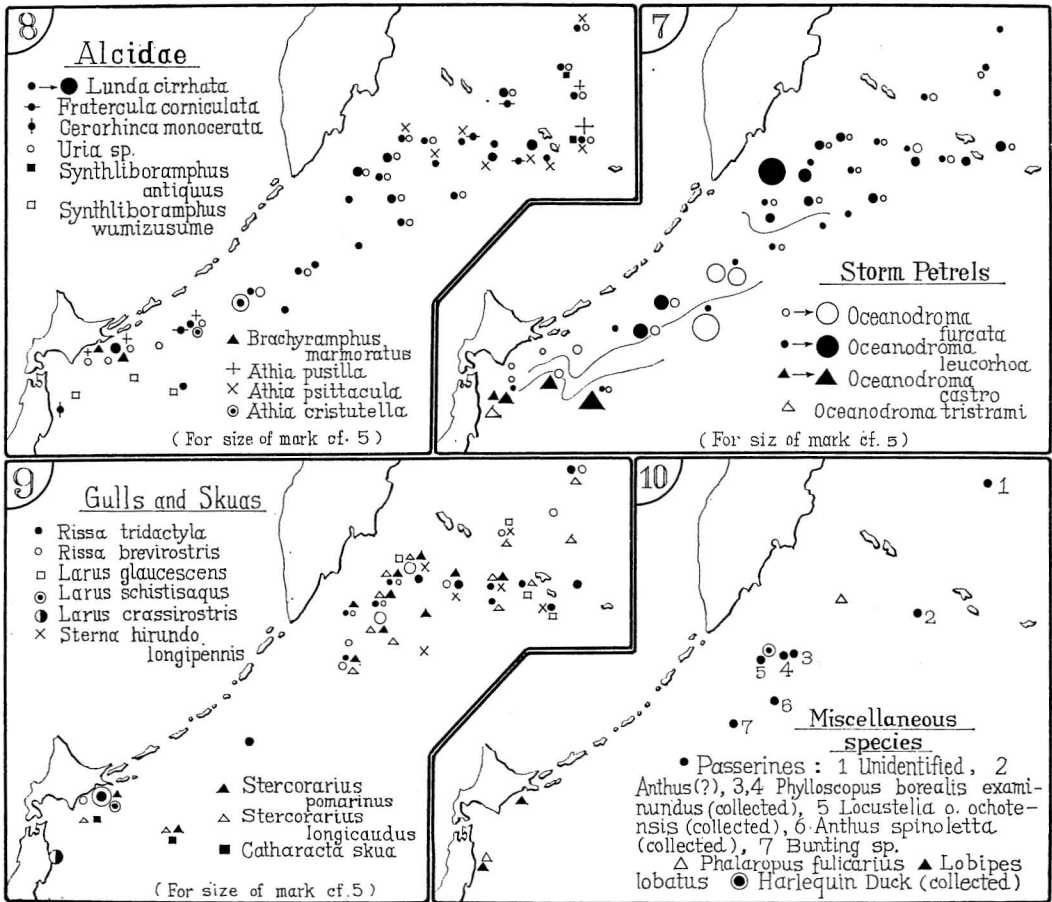 8
Alcidae
Lunda cirrhata
Fratercula corniculata
Cerorhinca monocerata
Uria sp.
Synthliboramphus
antiquus
Synthliboramphus
wumizusume
Brachyramphus
marmoratus
Athia pusilla
Athia psittacula
Athia cristutella
(For size of mark cf. 5)
7
Storm Petrels
Oceanodroma
furcata
Oceanodroma
leucorhoa
Oceanodroma
castro
Oceanodroma tristrami
(For siz of mark cf. 5)
9
Gulls and Skuas
Rissa tridactyla
Rissa brevirostris
Larus glaucescens
Larus schistisaqus
Larus crassirostris
Sterna hirundo
longipennis
Stercorarius
pomarinus
Stercorarius
longicaudus
Catharacta skua
(For size of mark cf. 5)
10
1
2
3
4
5
6
7
Miscellaneous
species
Passerines : 1 Unidentified, 2
Anthus(?), 3,4 Phylloscopus borealis exami-
nundus (collected), 5 Locustelia o. ochote-
nsis (collected), 6 Anthus spinoletta
(collected), 7 Bunting sp.
Phalaropus fulicarius Lobipes
lobatus Harlequin Duck (collected)